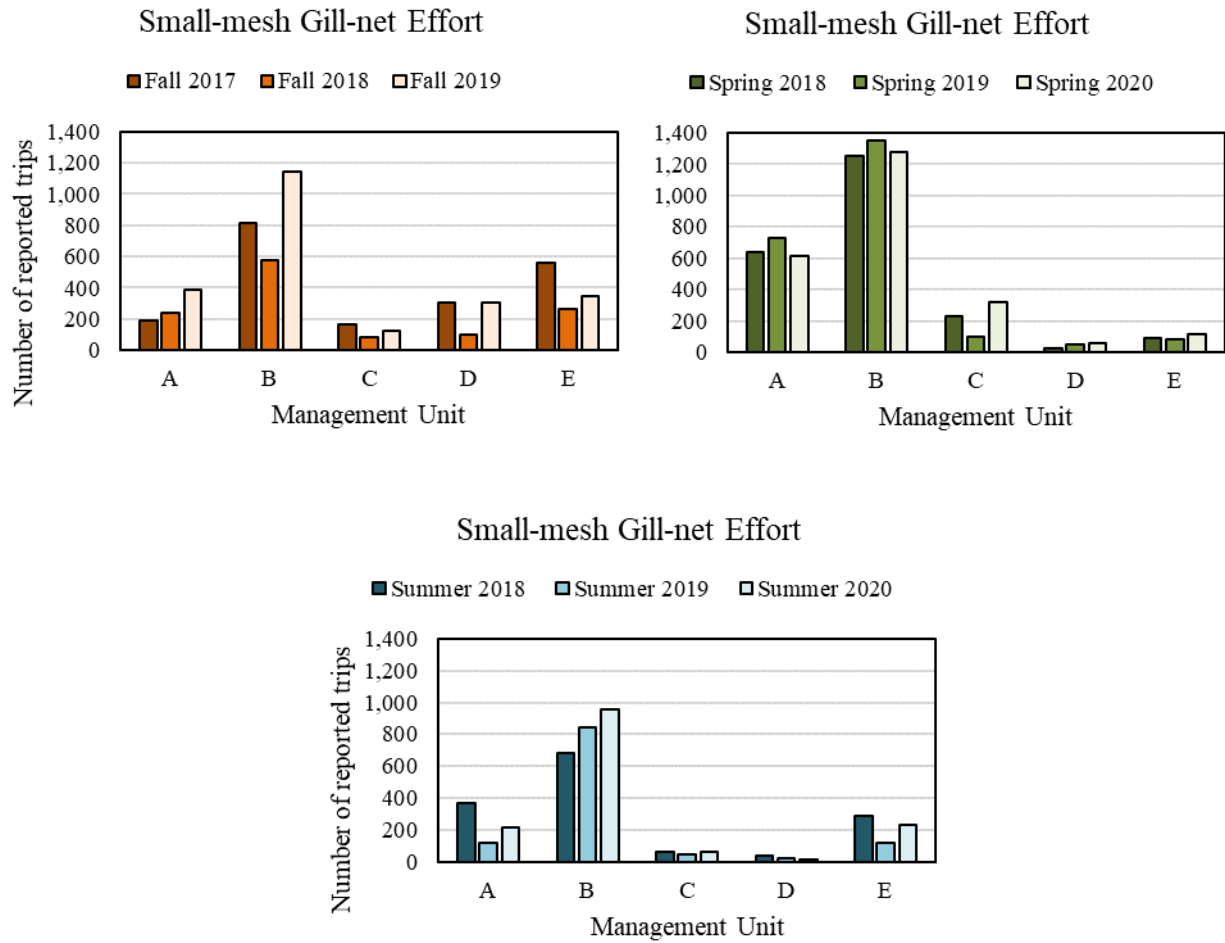 Small-mesh Gill-net Effort
Fall 2017 Fall 2018 Fall 2019
Number of reported trips
1,400
1,200
1,000
800
600
400
200
0
A B C D E
Management Unit
Small-mesh Gill-net Effort
Spring 2018 Spring 2019 Spring 2020
1,400
1,200
1,000
800
600
400
200
0
A B C D E
Management Unit
Small-mesh Gill-net Effort
Summer 2018 Summer 2019 Summer 2020
Number of reported trips
1,400
1,200
1,000
800
600
400
200
0
A B C D E
Management Unit